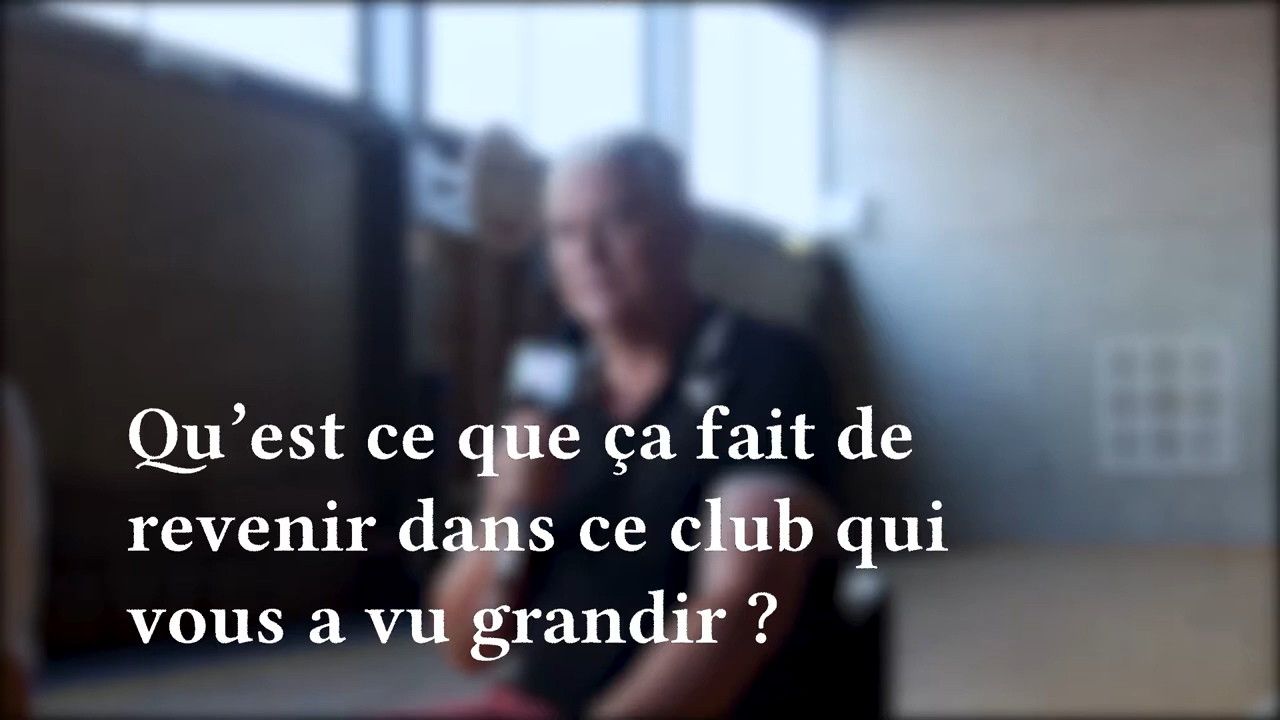 Qu’est ce que ça fait de
revenir dans ce club qui
vous a vu grandir ?